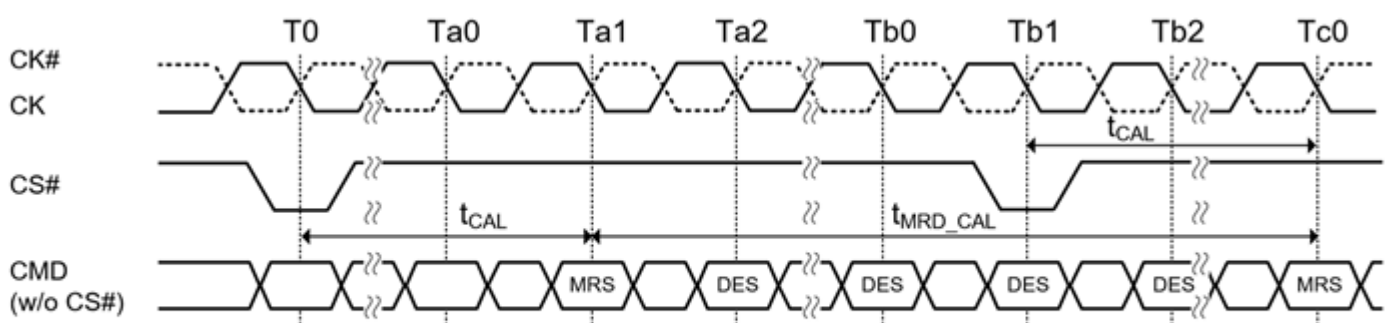 T0 Ta0 Ta1 Ta2 Tb0 Tb1 Tb2 Tc0
CK#
CK
tCAL
CS#
tCAL tMRD_CAL
CMD MRS DES DES DES DES MRS
(w/o CS#)